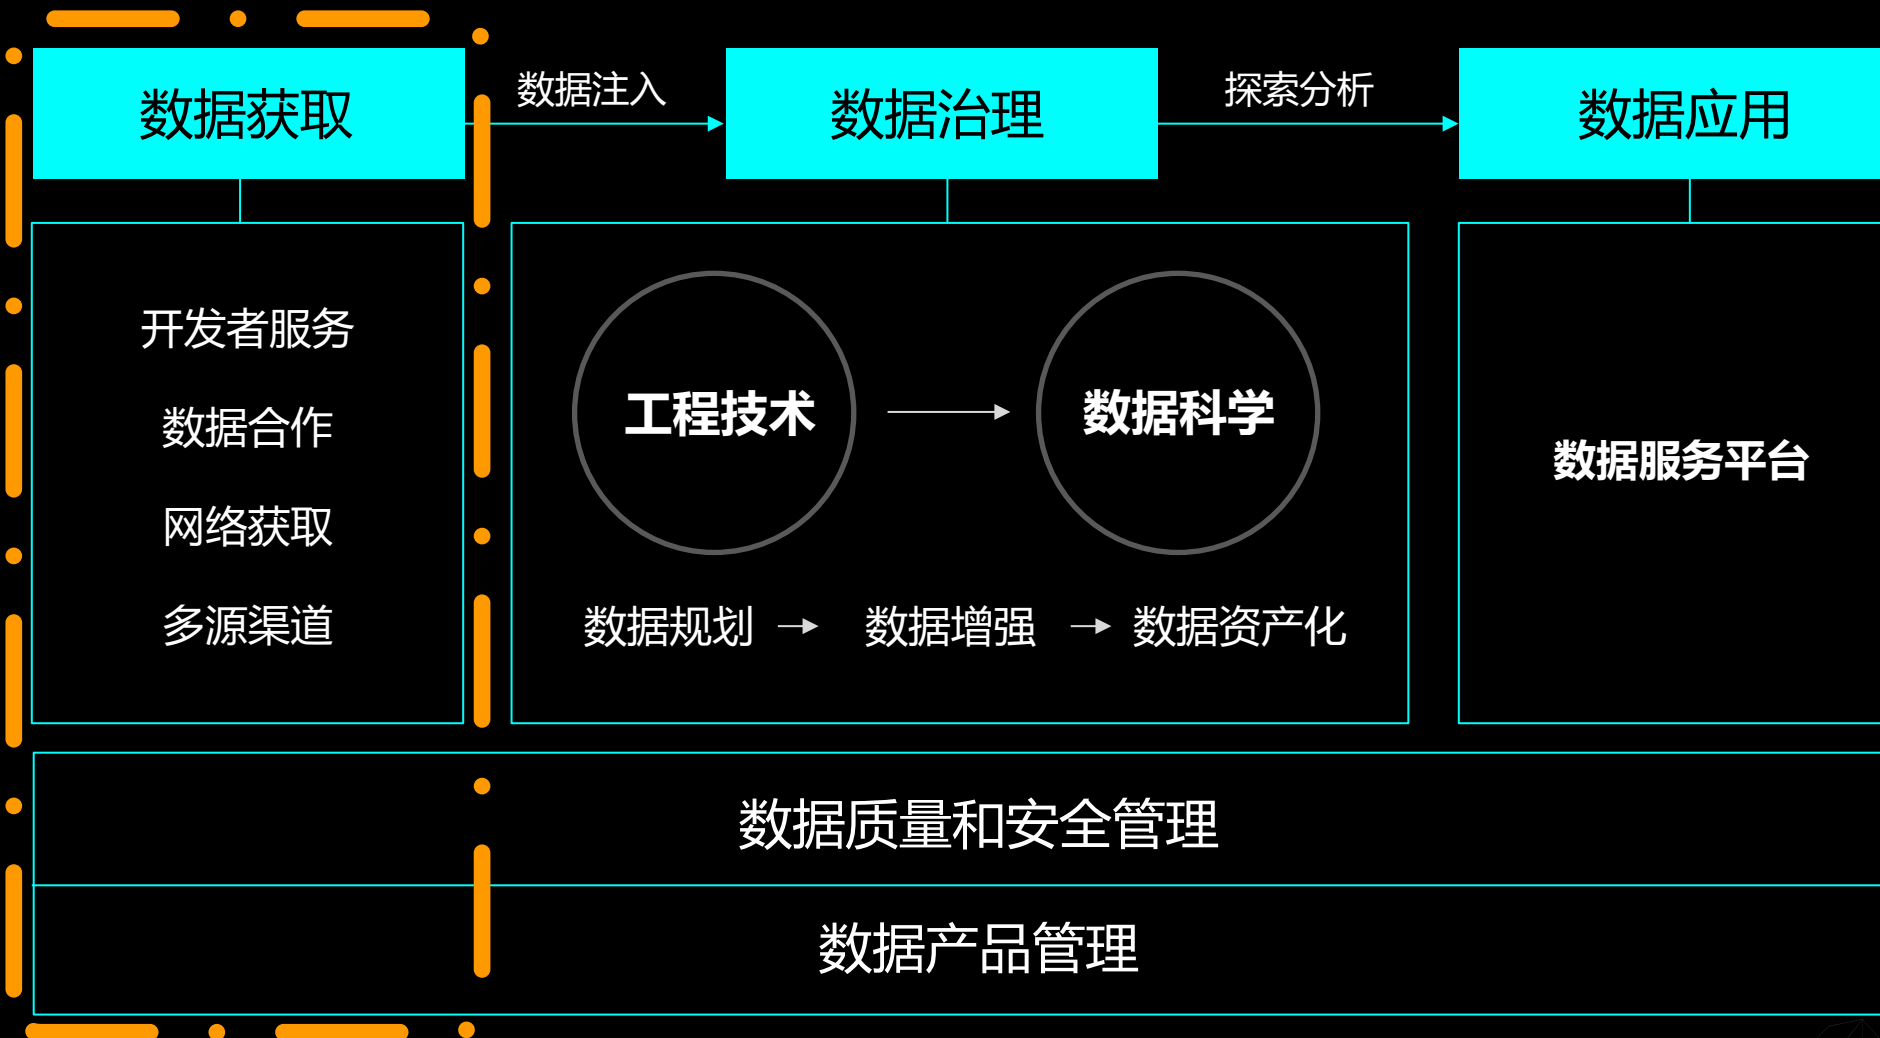 数据获取
数据注入
数据治理
探索分析
数据应用
开发者服务
数据合作
网络获取
多源渠道
工程技术
数据科学
数据规划
数据增强
数据资产化
数据服务平台
数据质量和安全管理
数据产品管理